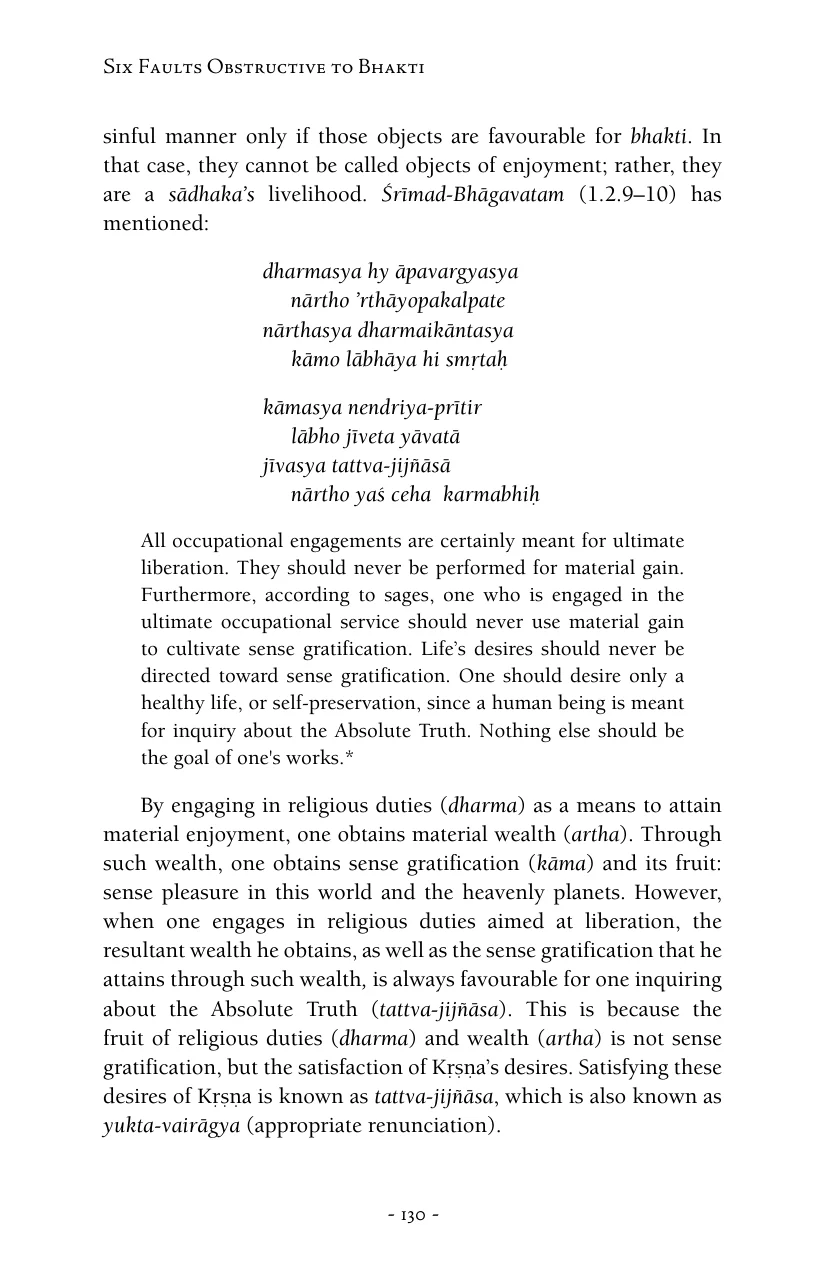 Six Faults Obstructive to Bhakti
sinful manner only if those objects are favourable for bhakti. In
that case, they cannot be called objects of enjoyment; rather, they
are a sādhaka’s livelihood. Śrīmad-Bhāgavatam (1.2.9–10) has
mentioned:
dharmasya hy āpavargyasya
nārtho ’rthāyopakalpate
nārthasya dharmaikāntasya
kāmo lābhāya hi smṛtaḥ
kāmasya nendriya-prītir
lābho jīveta yāvatā
jīvasya tattva-jijñāsā
nārtho yaś ceha karmabhiḥ
All occupational engagements are certainly meant for ultimate
liberation. They should never be performed for material gain.
Furthermore, according to sages, one who is engaged in the
ultimate occupational service should never use material gain
to cultivate sense gratification. Life’s desires should never be
directed toward sense gratification. One should desire only a
healthy life, or self-preservation, since a human being is meant
for inquiry about the Absolute Truth. Nothing else should be
the goal of one's works.*
By engaging in religious duties (dharma) as a means to attain
material enjoyment, one obtains material wealth (artha). Through
such wealth, one obtains sense gratification (kāma) and its fruit:
sense pleasure in this world and the heavenly planets. However,
when one engages in religious duties aimed at liberation, the
resultant wealth he obtains, as well as the sense gratification that he
attains through such wealth, is always favourable for one inquiring
about the Absolute Truth (tattva-jijñāsa). This is because the
fruit of religious duties (dharma) and wealth (artha) is not sense
gratification, but the satisfaction of Kṛṣṇa’s desires. Satisfying these
desires of Kṛṣṇa is known as tattva-jijñāsa, which is also known as
yukta-vairāgya (appropriate renunciation).
- 130 -